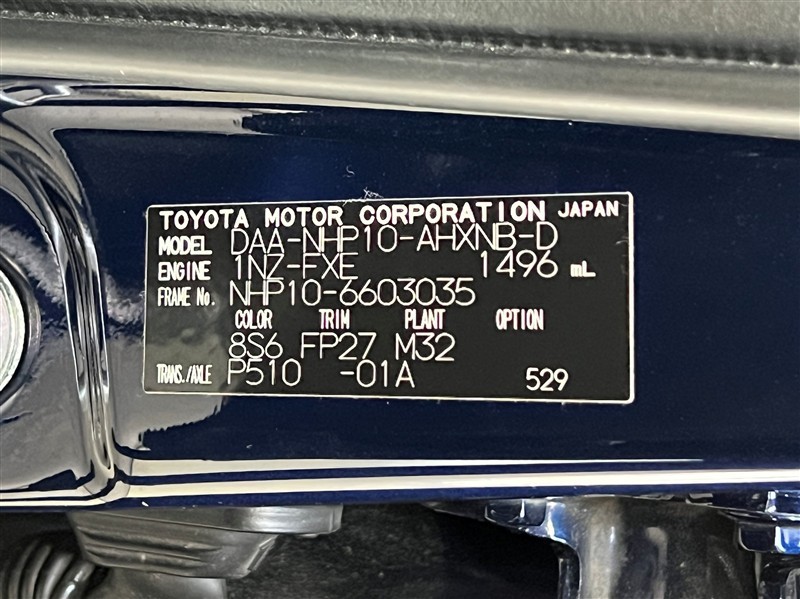 TOYOTA MOTOR CORPORATION JAPAN
MODEL DAA-NHP10-AHXNB-D
ENGINE 1NZ-FXE 1496 mL
FRAME No. NHP10-6603035
COLOR TRIM PLANT OPTION
8S6 FP27 M32
TRANS./AXLE P510 -01A 529